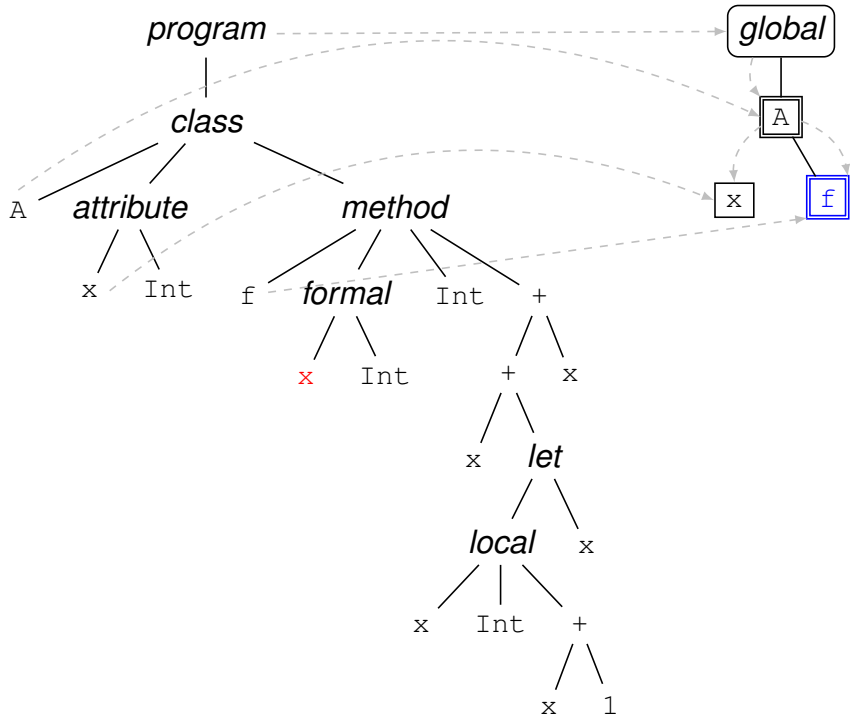 program global
class A
A attribute method x f
x Int f formal Int +
x Int + x
x let
local x
x Int +
x 1